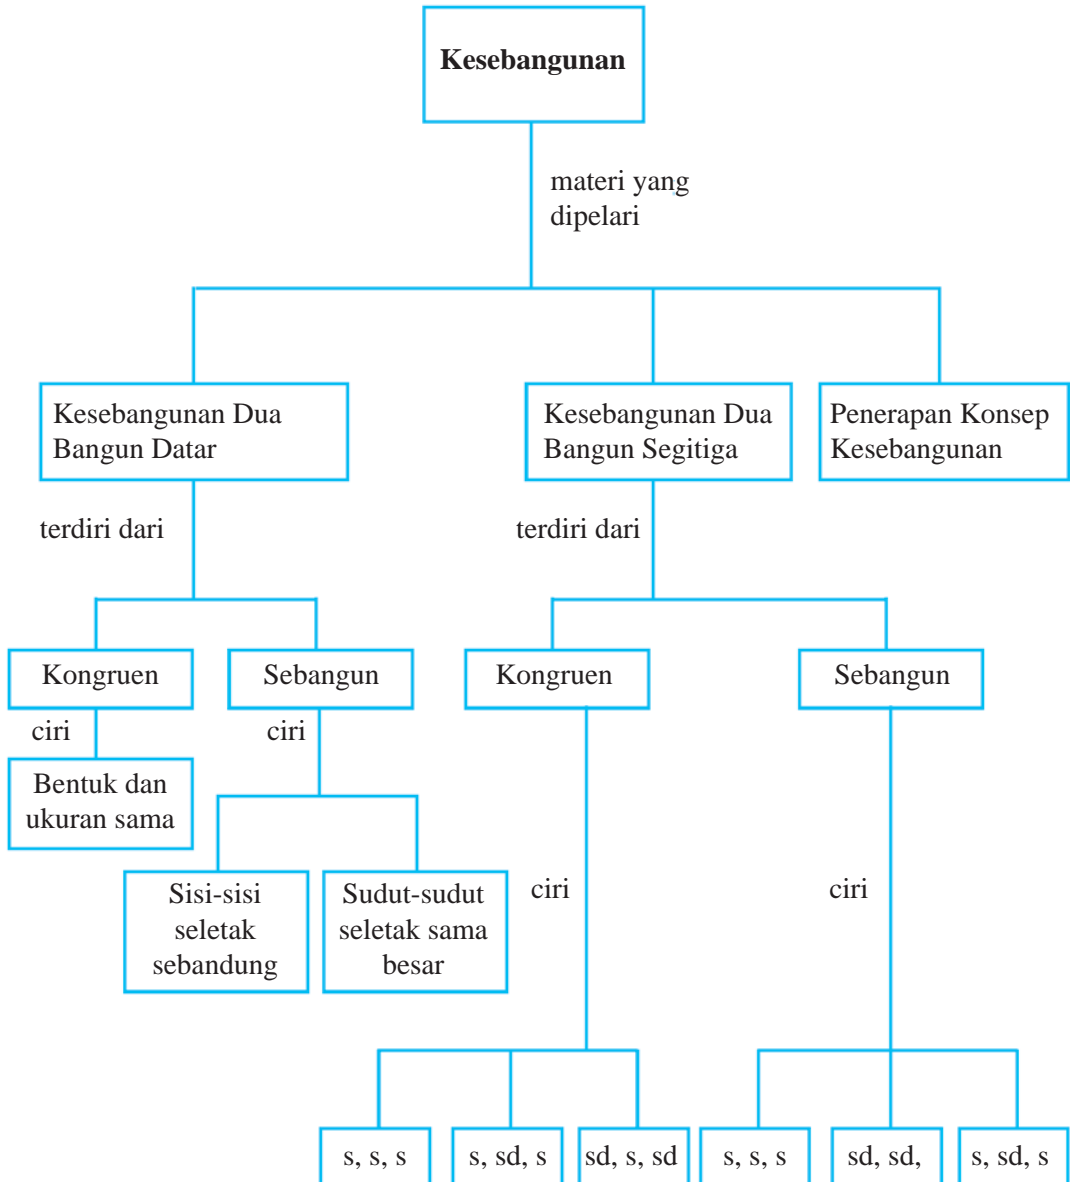 Kesebangunan
materi yang
dipelari
Kesebangunan Dua
Bangun Datar
Kesebangunan Dua
Bangun Segitiga
Penerapan Konsep
Kesebangunan
terdiri dari
terdiri dari
Kongruen
Sebangun
Kongruen
Sebangun
ciri
ciri
Bentuk dan
ukuran sama
Sisi-sisi
seletak
sebandung
Sudut-sudut
seletak sama
besar
ciri
ciri
s, s, s
s, sd, s
sd, s, sd
s, s, s
sd, sd,
s, sd, s